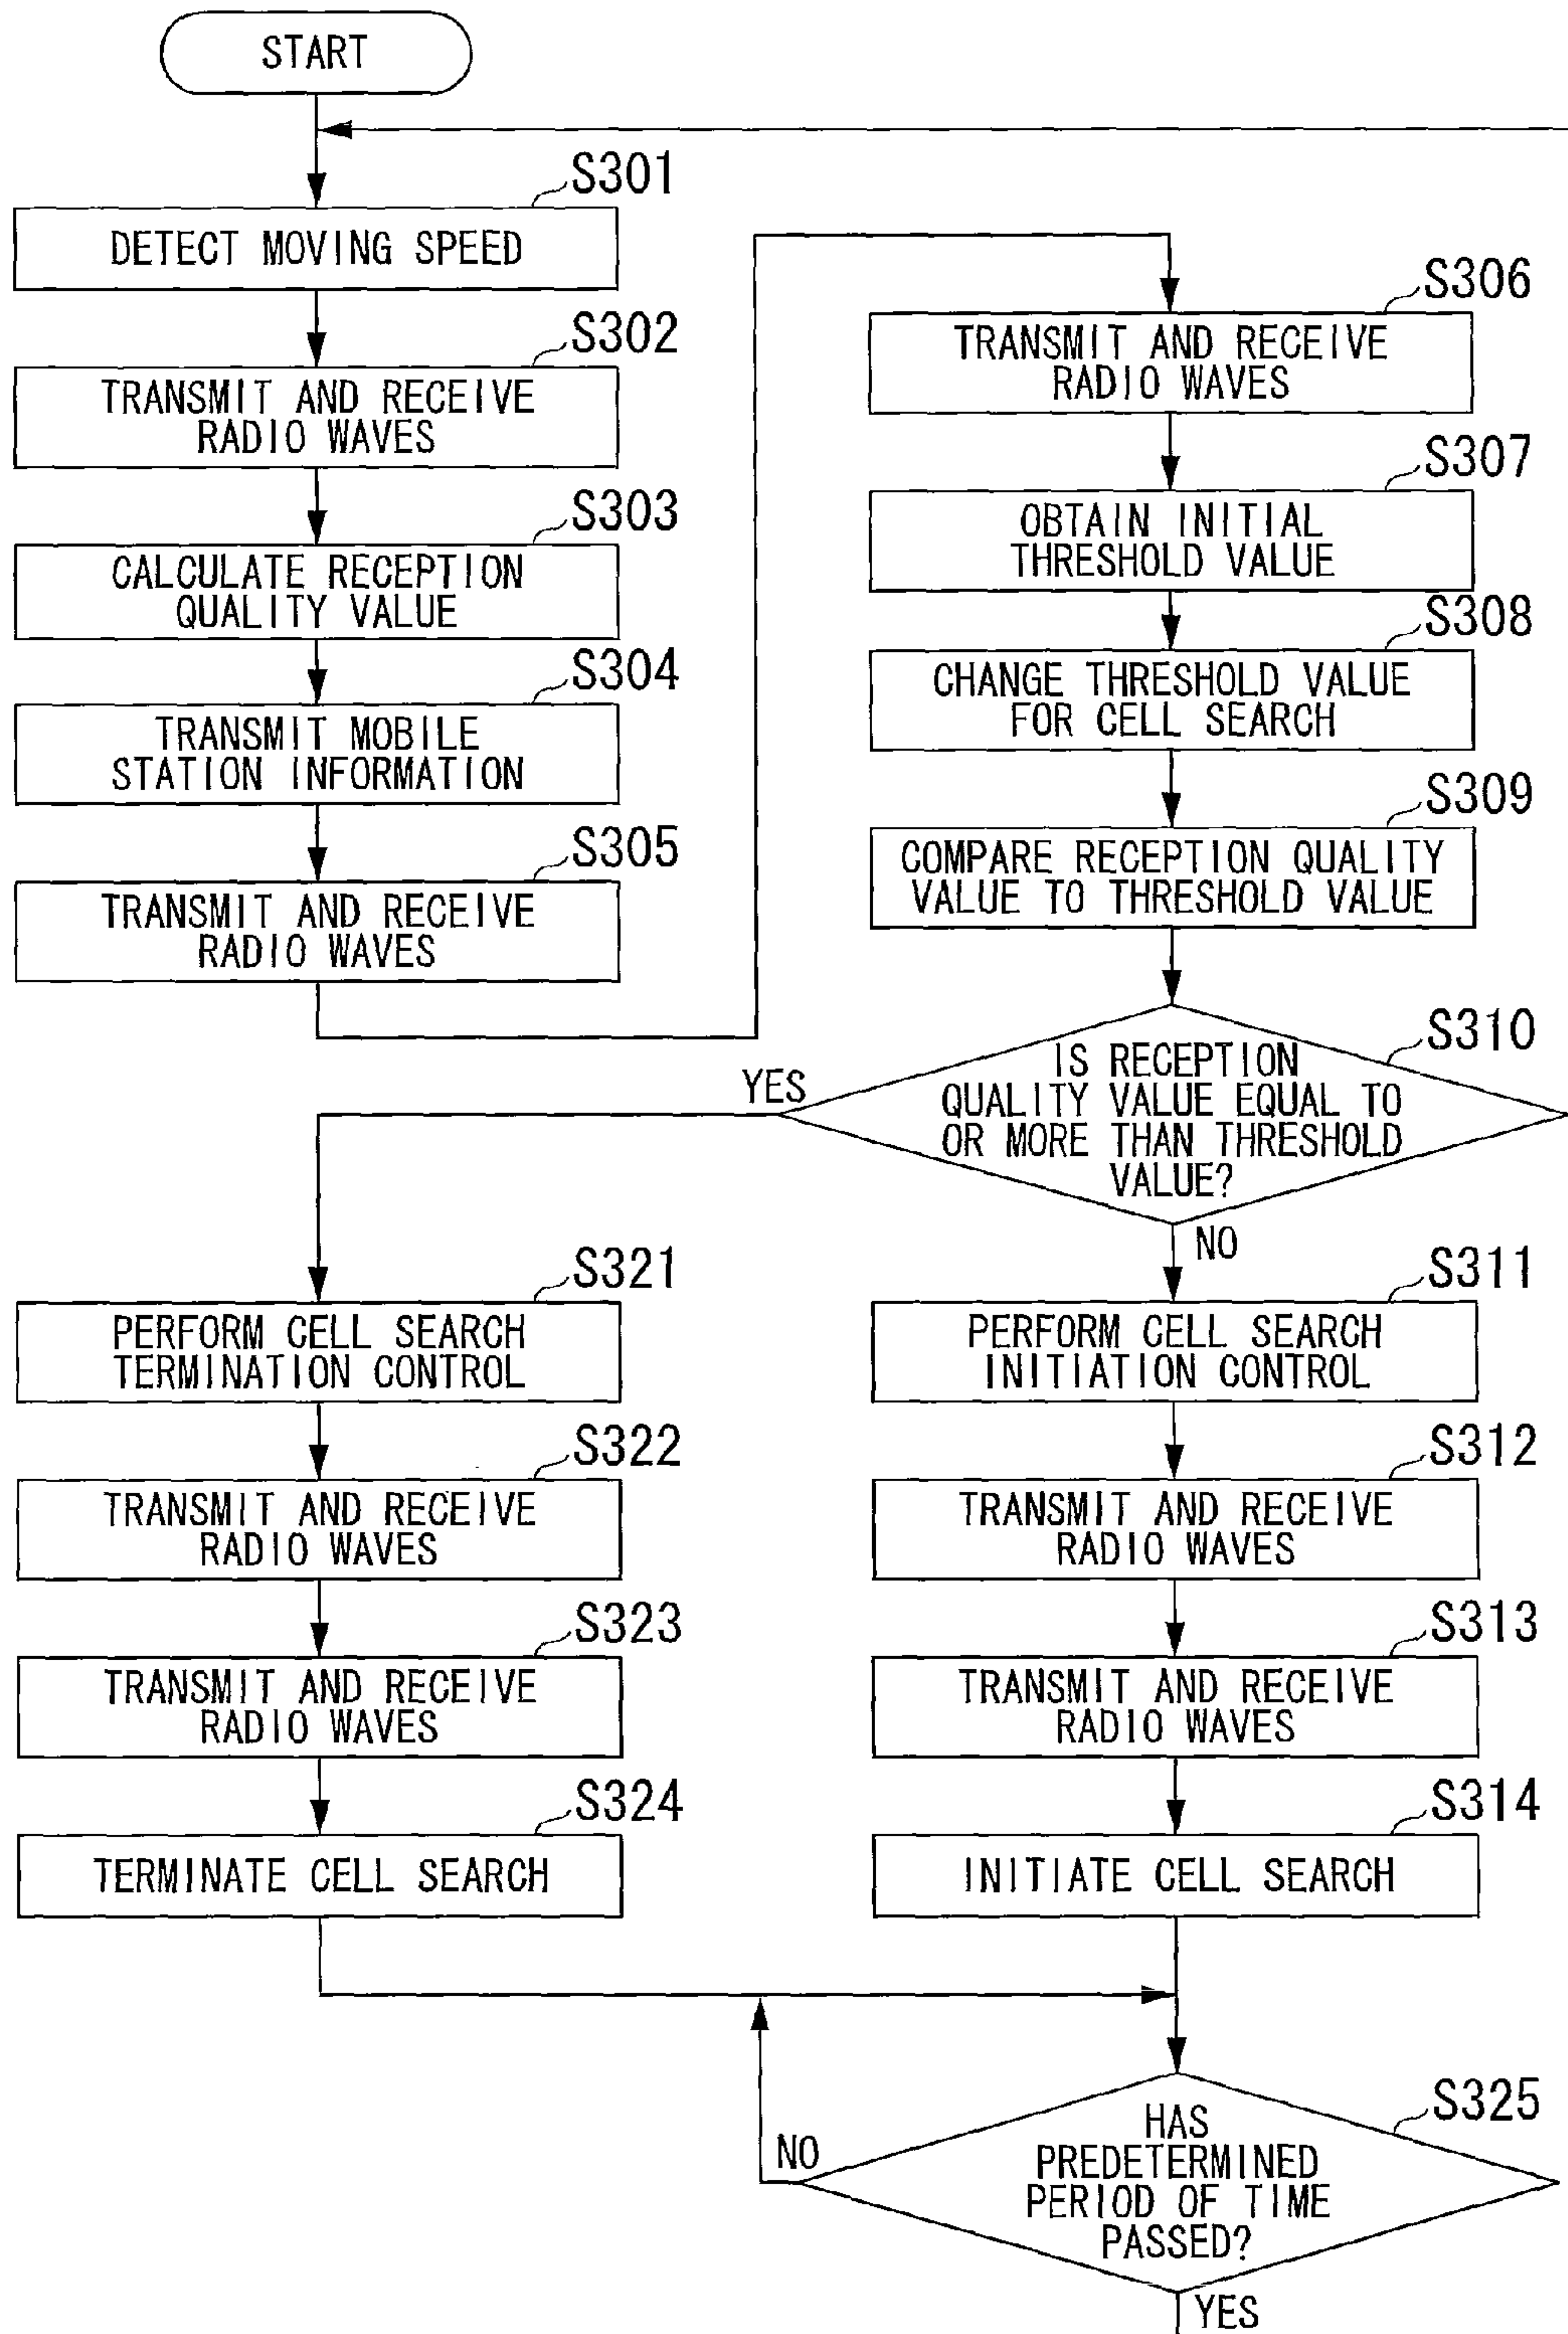 START
S301
DETECT MOVING SPEED
S302
TRANSMIT AND RECEIVE
RADIO WAVES
S303
CALCULATE RECEPTION
QUALITY VALUE
S304
TRANSMIT MOBILE
STATION INFORMATION
S305
TRANSMIT AND RECEIVE
RADIO WAVES
S306
TRANSMIT AND RECEIVE
RADIO WAVES
S307
OBTAIN INITIAL
THRESHOLD VALUE
S308
CHANGE THRESHOLD VALUE
FOR CELL SEARCH
S309
COMPARE RECEPTION QUALITY
VALUE TO THRESHOLD VALUE
S310
IS RECEPTION
QUALITY VALUE EQUAL TO
OR MORE THAN THRESHOLD
VALUE?
YES
NO
S321
PERFORM CELL SEARCH
TERMINATION CONTROL
S322
TRANSMIT AND RECEIVE
RADIO WAVES
S323
TRANSMIT AND RECEIVE
RADIO WAVES
S324
TERMINATE CELL SEARCH
S311
PERFORM CELL SEARCH
INITIATION CONTROL
S312
TRANSMIT AND RECEIVE
RADIO WAVES
S313
TRANSMIT AND RECEIVE
RADIO WAVES
S314
INITIATE CELL SEARCH
S325
HAS
PREDETERMINED
PERIOD OF TIME
PASSED?
NO
YES